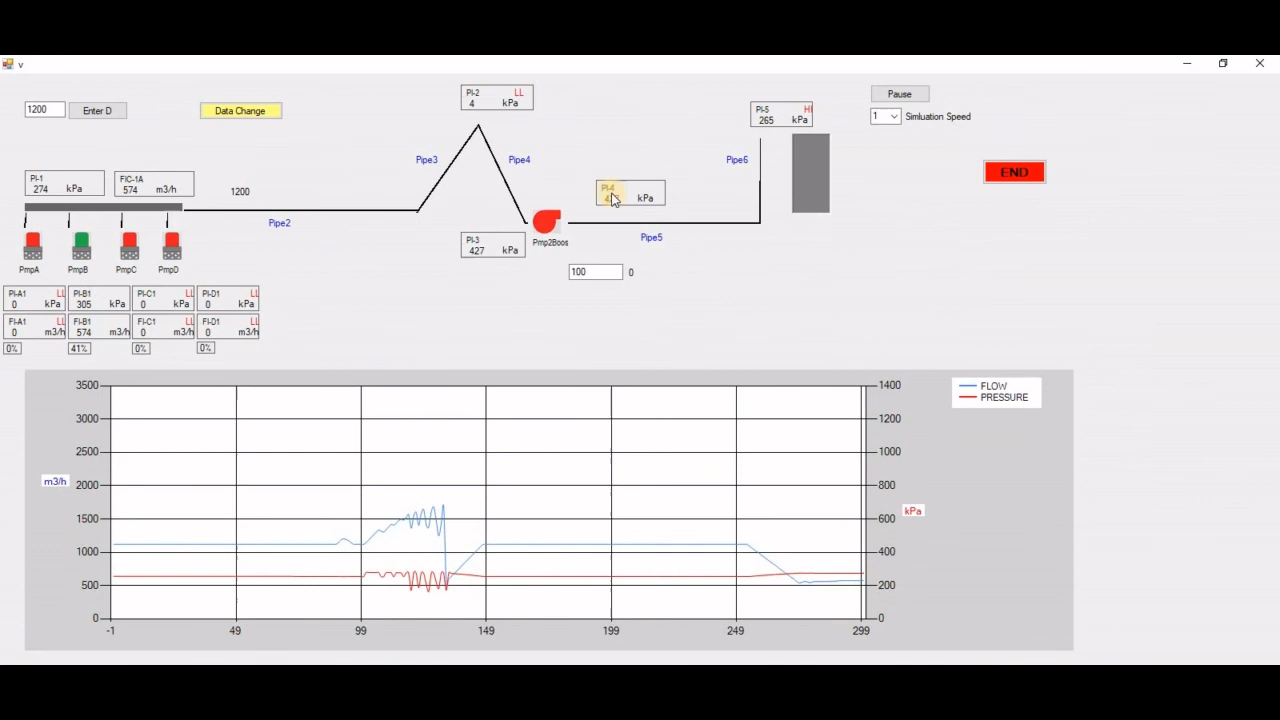 v
1200
Enter D
Data Change
PI-2 LL
4 kPa
PI-5 HI
265 kPa
Pause
1
Simluation Speed
Pipe3
Pipe4
Pipe6
END
PI-1
274 kPa
FIC-1A
574 m3/h
1200
PI-4
kPa
Pipe2
PI-3
427 kPa
Pmp2Boos
Pipe5
PmpA
PmpB
PmpC
PmpD
100
0
PI-A1 LL
0 kPa
PI-B1
305 kPa
PI-C1 LL
0 kPa
PI-D1 LL
0 kPa
FI-A1 LL
0 m3/h
FI-B1
574 m3/h
FI-C1 LL
0 m3/h
FI-D1 LL
0 m3/h
0%
41%
0%
0%
3500
3000
2500
2000
1500
1000
500
0
m3/h
-1
49
99
149
199
249
299
1400
1200
1000
800
600
400
200
0
kPa
FLOW
PRESSURE